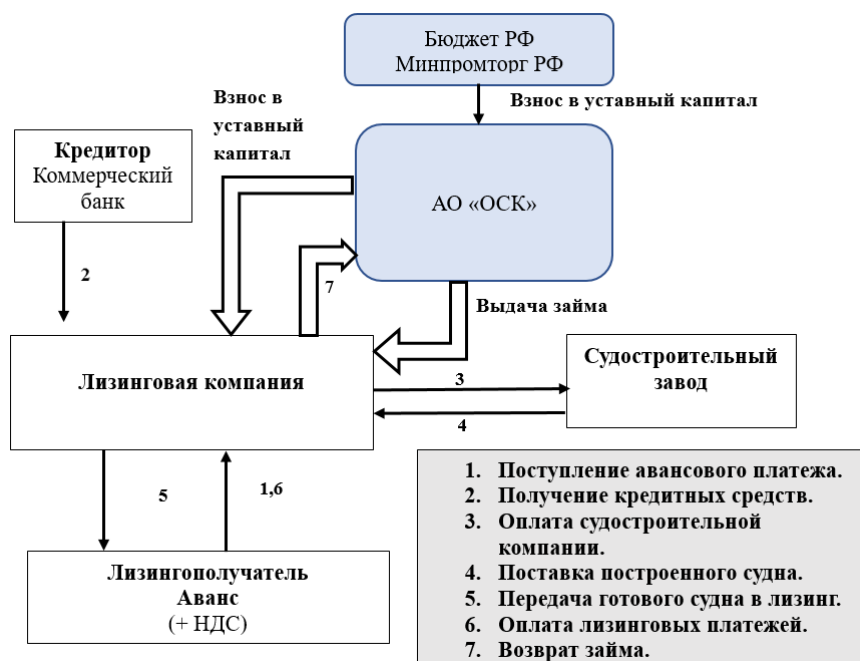 Бюджет РФ
Минпромторг РФ
Взнос в
уставный
капитал
Взнос в уставный капитал
Кредитор
Коммерческий
банк
АО «ОСК»
2
7
Выдача займа
Лизинговая компания
Судостроительный
завод
3
4
5
1,6
Лизингополучатель
Аванс
(+ НДС)
1. Поступление авансового платежа.
2. Получение кредитных средств.
3. Оплата судостроительной
компании.
4. Поставка построенного судна.
5. Передача готового судна в лизинг.
6. Оплата лизинговых платежей.
7. Возврат займа.